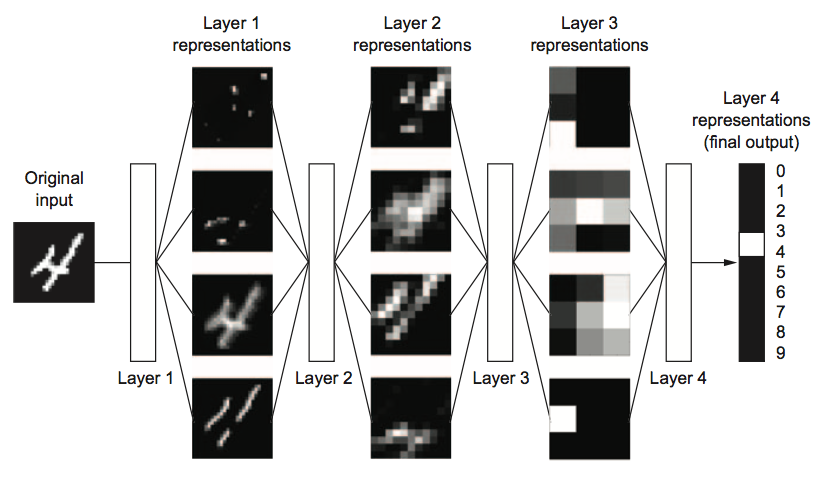 Layer 1
representations
Layer 2
representations
Layer 3
representations
Layer 4
representations
(final output)
Original
input
0
1
2
3
4
5
6
7
8
9
Layer 1
Layer 2
Layer 3
Layer 4